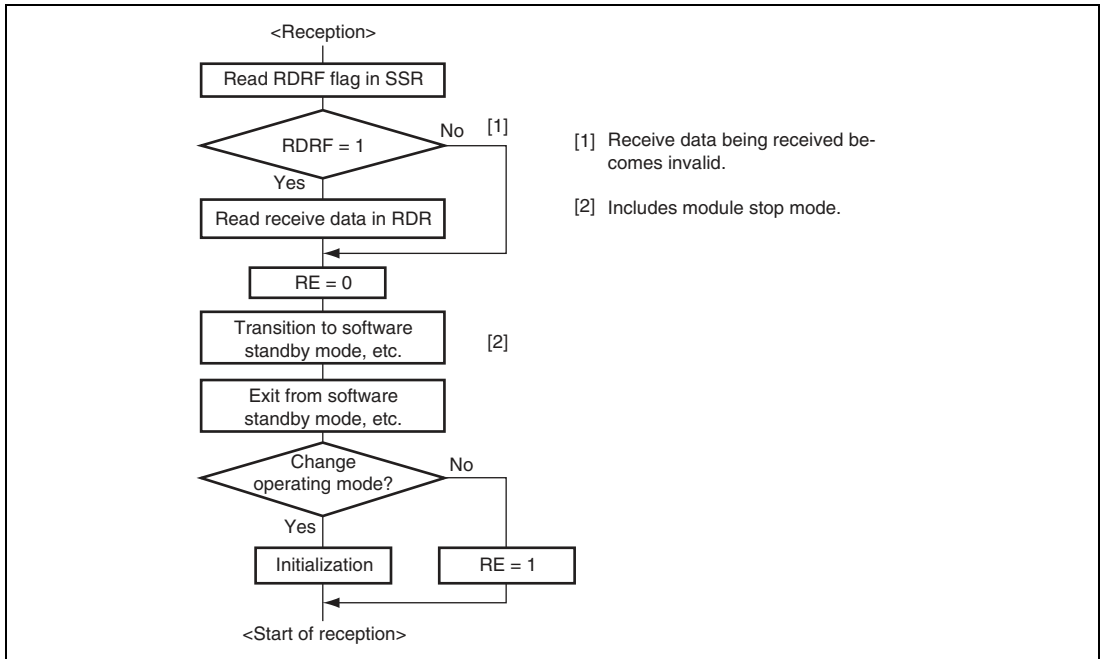 <Reception>
Read RDRF flag in SSR
No [1]
RDRF = 1
Yes
Read receive data in RDR
RE = 0
Transition to software
standby mode, etc.
[2]
Exit from software
standby mode, etc.
Change
operating mode?
No
Yes
Initialization
RE = 1
<Start of reception>
[1] Receive data being received be-
comes invalid.
[2] Includes module stop mode.